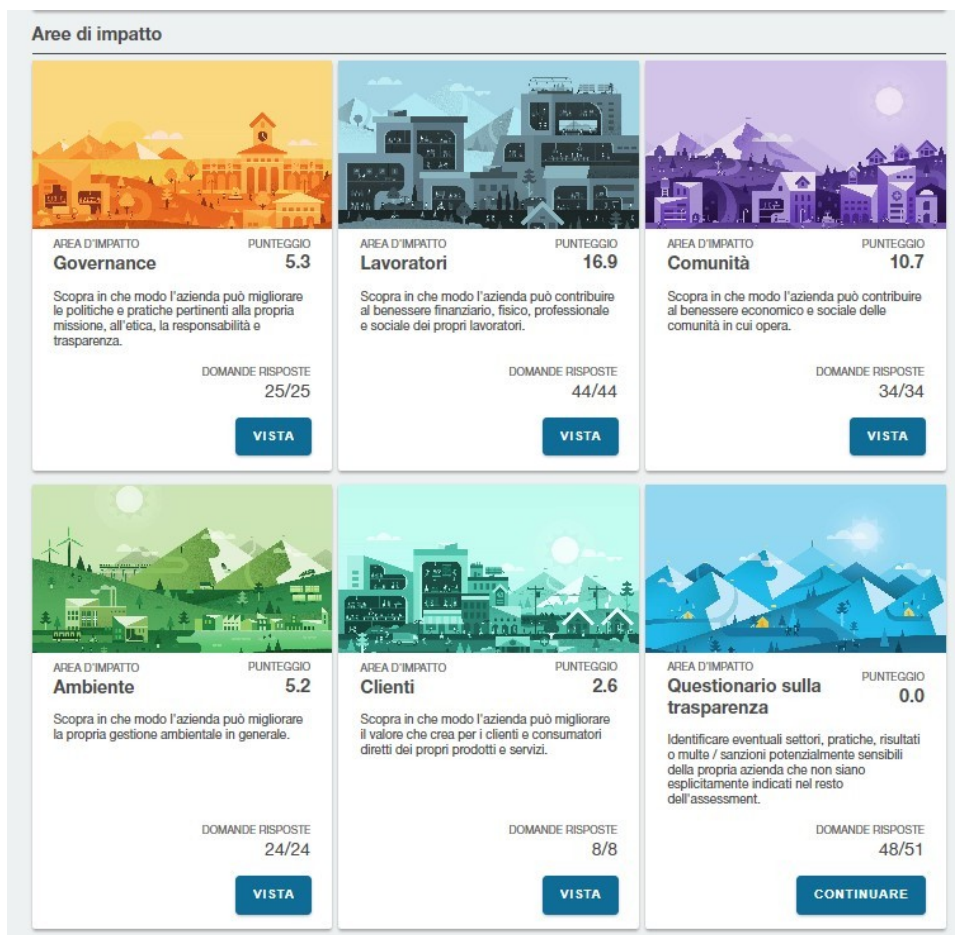 Aree di impatto
AREA D'IMPATTO
PUNTEGGIO
Governance
5.3
Scopra in che modo l'azienda può migliorare
le politiche e pratiche pertinenti alla propria
missione, all'etica, la responsabilità e
trasparenza.
DOMANDE RISPOSTE
25/25
VISTA
AREA D'IMPATTO
PUNTEGGIO
Lavoratori
16.9
Scopra in che modo l'azienda può contribuire
al benessere finanziario, fisico, professionale
e sociale dei propri lavoratori.
DOMANDE RISPOSTE
44/44
VISTA
AREA D'IMPATTO
PUNTEGGIO
Comunità
10.7
Scopra in che modo l'azienda può contribuire
al benessere economico e sociale delle
comunità in cui opera.
DOMANDE RISPOSTE
34/34
VISTA
AREA D'IMPATTO
PUNTEGGIO
Ambiente
5.2
Scopra in che modo l'azienda può migliorare
la propria gestione ambientale in generale.
DOMANDE RISPOSTE
24/24
VISTA
AREA D'IMPATTO
PUNTEGGIO
Clienti
2.6
Scopra in che modo l'azienda può migliorare
il valore che crea per i clienti e consumatori
diretti dei propri prodotti e servizi.
DOMANDE RISPOSTE
8/8
VISTA
AREA D'IMPATTO
PUNTEGGIO
Questionario sulla
trasparenza
0.0
Identificare eventuali settori, pratiche, risultati
o multe / sanzioni potenzialmente sensibili
della propria azienda che non siano
esplicitamente indicati nel resto
dell'assessment.
DOMANDE RISPOSTE
48/51
CONTINUARE